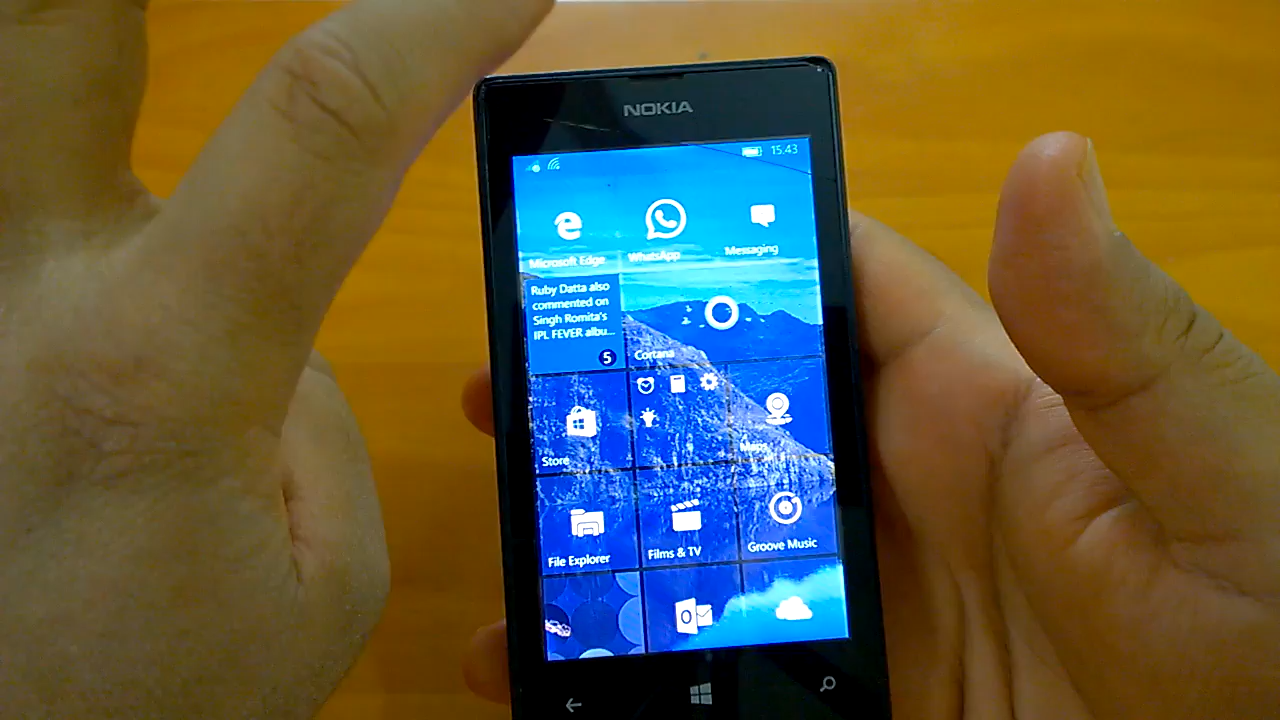 NOKIA
15.43
Microsoft Edge
WhatsApp
Messaging
Ruby Datta also
commented on
Singh Romita's
IPL FEVER albu...
5
Cortana
Store
Maps
File Explorer
Films & TV
Groove Music